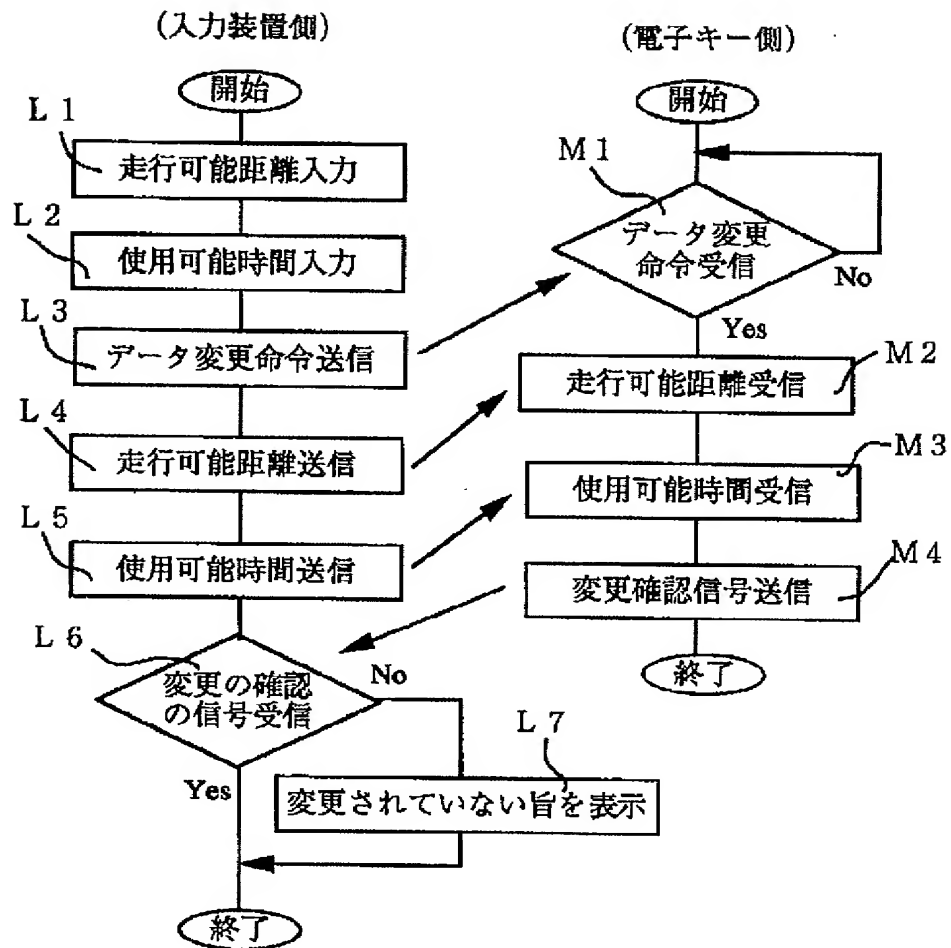 (入力装置側)
開始
L 1
走行可能距離入力
L 2
使用可能時間入力
L 3
データ変更命令送信
L 4
走行可能距離送信
L 5
使用可能時間送信
L 6
変更の確認
の信号受信
No
Yes
L 7
変更されていない旨を表示
終了
(電子キー側)
開始
M 1
データ変更
命令受信
No
Yes
M 2
走行可能距離受信
M 3
使用可能時間受信
M 4
変更確認信号送信
終了